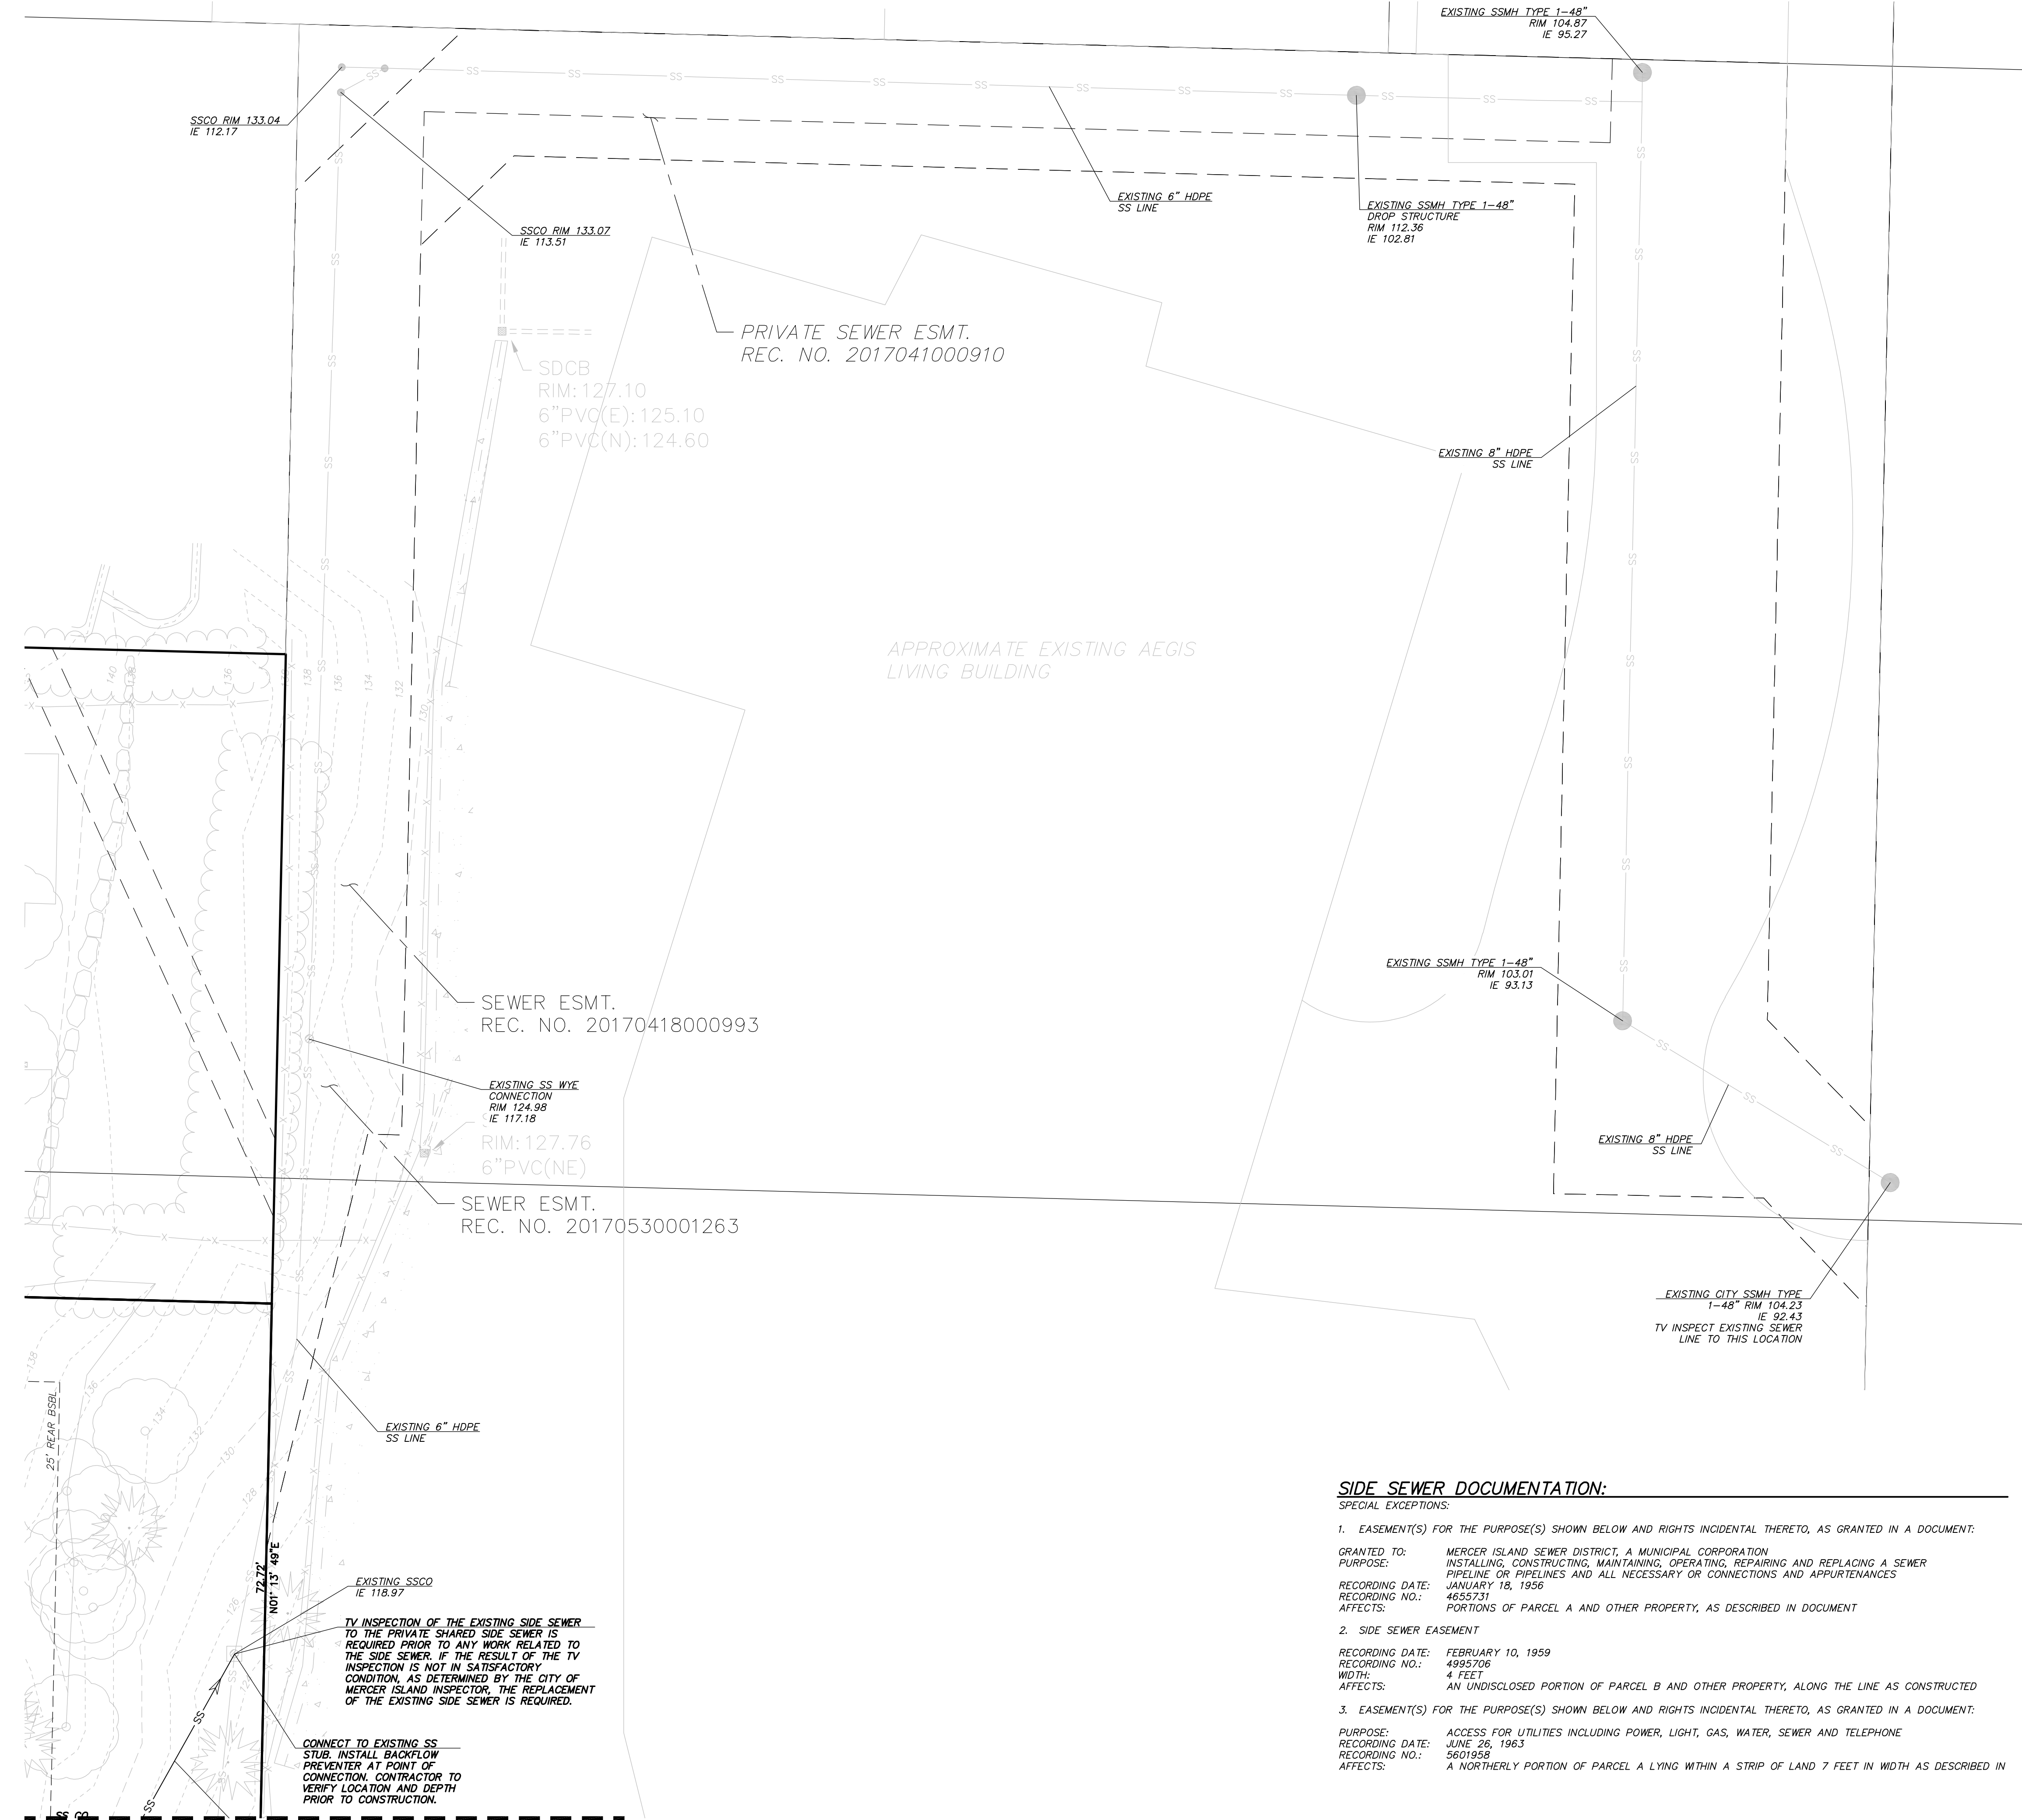 EXISTING SSMH TYPE 1-48"
RIM 104.87
IE 95.27
SSCO RIM 133.04
IE 112.17
SSCO RIM 133.07
IE 113.51
EXISTING 6" HDPE
SS LINE
EXISTING SSMH TYPE 1-48"
DROP STRUCTURE
RIM 112.36
IE 102.81
PRIVATE SEWER ESMT.
REC. NO. 2017041000910
SDCB
RIM:127.10
6"PVC(E):125.10
6"PVC(N):124.60
EXISTING 8" HDPE
SS LINE
APPROXIMATE EXISTING AEGIS
LIVING BUILDING
140
138
136
138
136
134
132
130
EXISTING SSMH TYPE 1-48"
RIM 103.01
IE 93.13
SEWER ESMT.
REC. NO. 20170418000993
EXISTING SS WYE
CONNECTION
RIM 124.98
IE 117.18
RIM:127.76
6"PVC(NE)
EXISTING 8" HDPE
SS LINE
SEWER ESMT.
REC. NO. 20170530001263
EXISTING CITY SSMH TYPE
1-48" RIM 104.23
IE 92.43
TV INSPECT EXISTING SEWER
LINE TO THIS LOCATION
138
136
134
132
130
128
126
25' REAR BSBL
EXISTING 6" HDPE
SS LINE
72.72'
N01° 13' 49"E
EXISTING SSCO
IE 118.97
TV INSPECTION OF THE EXISTING SIDE SEWER
TO THE PRIVATE SHARED SIDE SEWER IS
REQUIRED PRIOR TO ANY WORK RELATED TO
THE SIDE SEWER. IF THE RESULT OF THE TV
INSPECTION IS NOT IN SATISFACTORY
CONDITION, AS DETERMINED BY THE CITY OF
MERCER ISLAND INSPECTOR, THE REPLACEMENT
OF THE EXISTING SIDE SEWER IS REQUIRED.
CONNECT TO EXISTING SS
STUB. INSTALL BACKFLOW
PREVENTER AT POINT OF
CONNECTION. CONTRACTOR TO
VERIFY LOCATION AND DEPTH
PRIOR TO CONSTRUCTION.
SS CO
SIDE SEWER DOCUMENTATION:
SPECIAL EXCEPTIONS:
1. EASEMENT(S) FOR THE PURPOSE(S) SHOWN BELOW AND RIGHTS INCIDENTAL THERETO, AS GRANTED IN A DOCUMENT:
GRANTED TO: MERCER ISLAND SEWER DISTRICT, A MUNICIPAL CORPORATION
PURPOSE: INSTALLING, CONSTRUCTING, MAINTAINING, OPERATING, REPAIRING AND REPLACING A SEWER
PIPELINE OR PIPELINES AND ALL NECESSARY OR CONNECTIONS AND APPURTENANCES
RECORDING DATE: JANUARY 18, 1956
RECORDING NO.: 4655731
AFFECTS: PORTIONS OF PARCEL A AND OTHER PROPERTY, AS DESCRIBED IN DOCUMENT
2. SIDE SEWER EASEMENT
RECORDING DATE: FEBRUARY 10, 1959
RECORDING NO.: 4995706
WIDTH: 4 FEET
AFFECTS: AN UNDISCLOSED PORTION OF PARCEL B AND OTHER PROPERTY, ALONG THE LINE AS CONSTRUCTED
3. EASEMENT(S) FOR THE PURPOSE(S) SHOWN BELOW AND RIGHTS INCIDENTAL THERETO, AS GRANTED IN A DOCUMENT:
PURPOSE: ACCESS FOR UTILITIES INCLUDING POWER, LIGHT, GAS, WATER, SEWER AND TELEPHONE
RECORDING DATE: JUNE 26, 1963
RECORDING NO.: 5601958
AFFECTS: A NORTHERLY PORTION OF PARCEL A LYING WITHIN A STRIP OF LAND 7 FEET IN WIDTH AS DESCRIBED IN